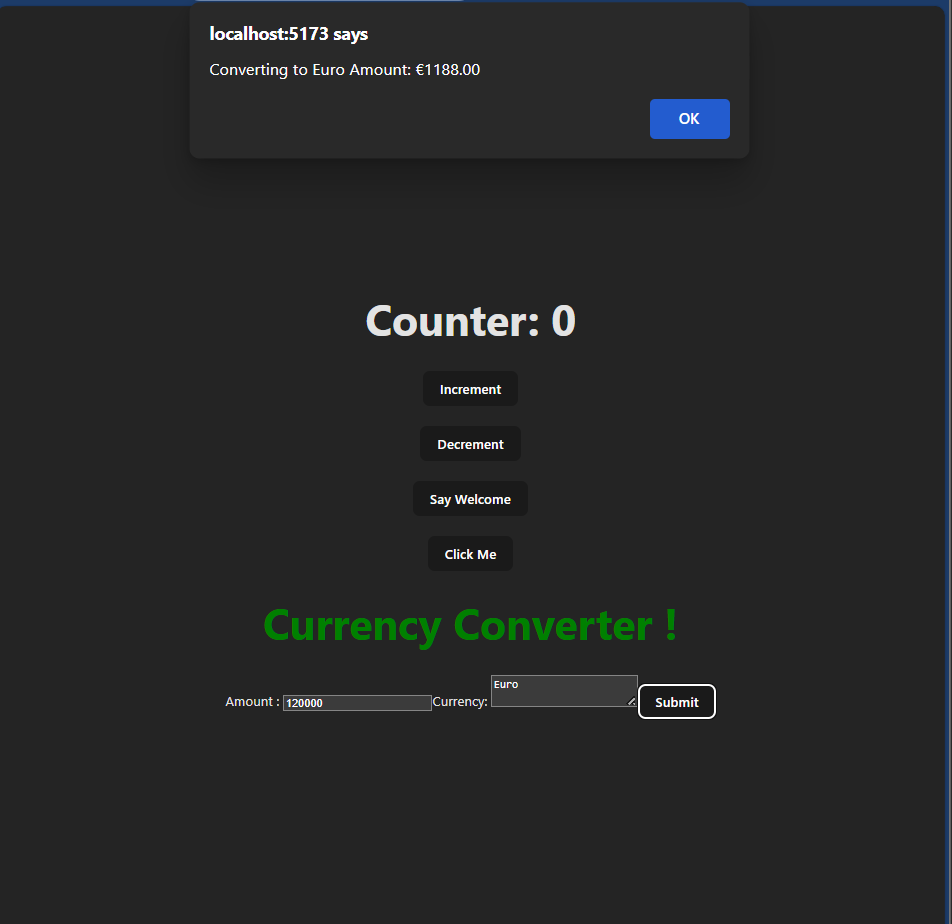 localhost:5173 says
Converting to Euro Amount: €1188.00
OK
Counter: 0
Increment
Decrement
Say Welcome
Click Me
Currency Converter !
Amount : 120000 Currency: Euro Submit